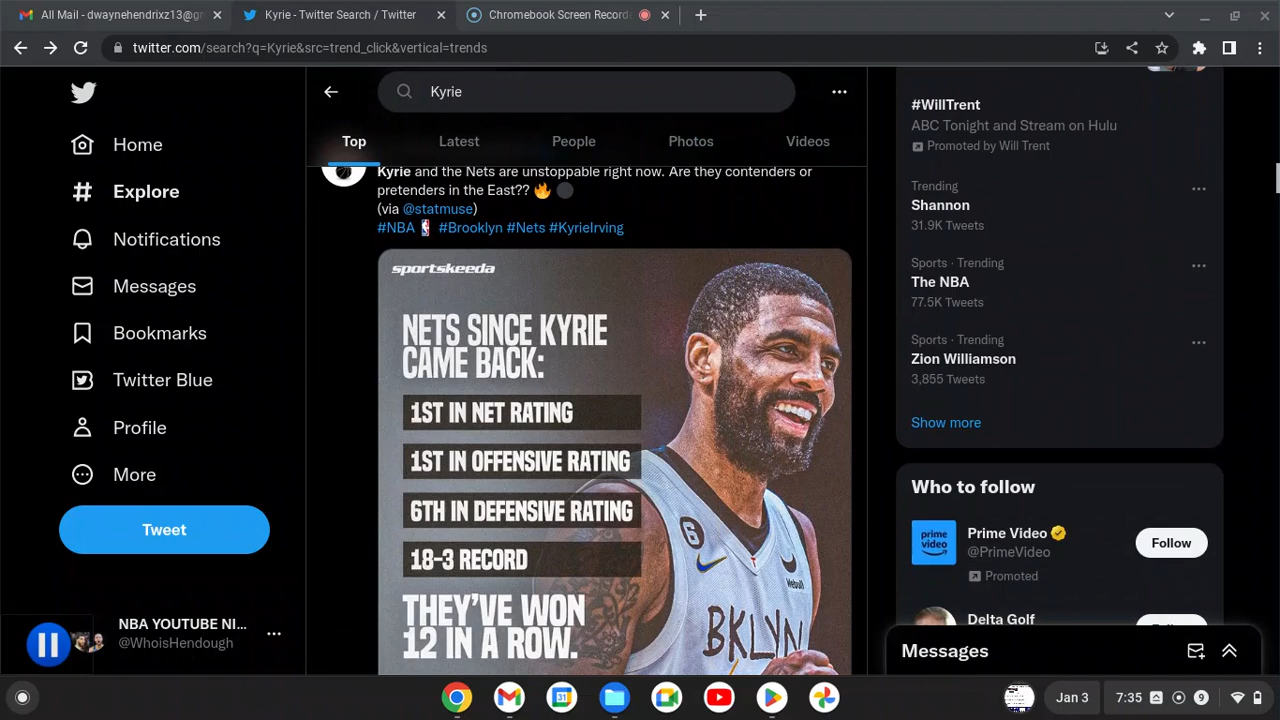 All Mail - dwaynehendrixz13@gm
Kyrie - Twitter Search / Twitter
Chromebook Screen Record
twitter.com/search?q=Kyrie&src=trend_click&vertical=trends
Home
Explore
Notifications
Messages
Bookmarks
Twitter Blue
Profile
More
Tweet
NBA YOUTUBE NI...
@WhoisHendough
Kyrie
Top
Latest
People
Photos
Videos
Kyrie and the Nets are unstoppable right now. Are they contenders or
pretenders in the East??
(via @statmuse)
#NBA #Brooklyn #Nets #KyrieIrving
sportskeeda
NETS SINCE KYRIE
CAME BACK:
1ST IN NET RATING
1ST IN OFFENSIVE RATING
6TH IN DEFENSIVE RATING
18-3 RECORD
THEY'VE WON
12 IN A ROW.
6
Webull
BKLYN
#WillTrent
ABC Tonight and Stream on Hulu
Promoted by Will Trent
Trending
Shannon
31.9K Tweets
Sports · Trending
The NBA
77.5K Tweets
Sports · Trending
Zion Williamson
3,855 Tweets
Show more
Who to follow
prime
video
Prime Video
@PrimeVideo
Follow
Promoted
Delta Golf
Messages
31
Jan 3
7:35
9